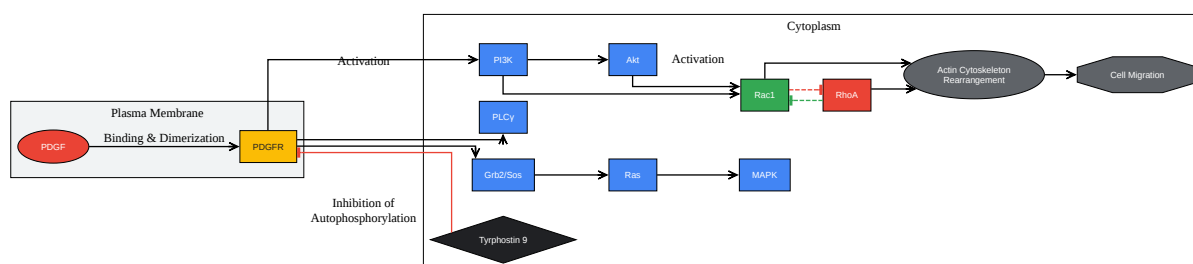 Cytoplasm
Activation
PI3K
Akt
Activation
Actin Cytoskeleton
Rearrangement
Cell Migration
Rac1
RhoA
Plasma Membrane
PLCγ
Binding & Dimerization
PDGF
PDGFR
Grb2/Sos
Ras
MAPK
Inhibition of
Autophosphorylation
Tyrphostin 9